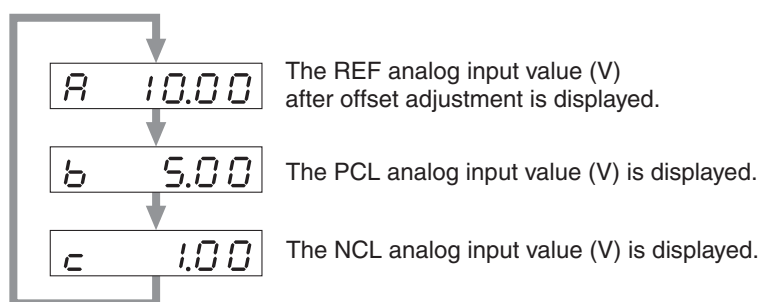 A 10.00
The REF analog input value (V)
after offset adjustment is displayed.
b 5.00
The PCL analog input value (V) is displayed.
c 1.00
The NCL analog input value (V) is displayed.